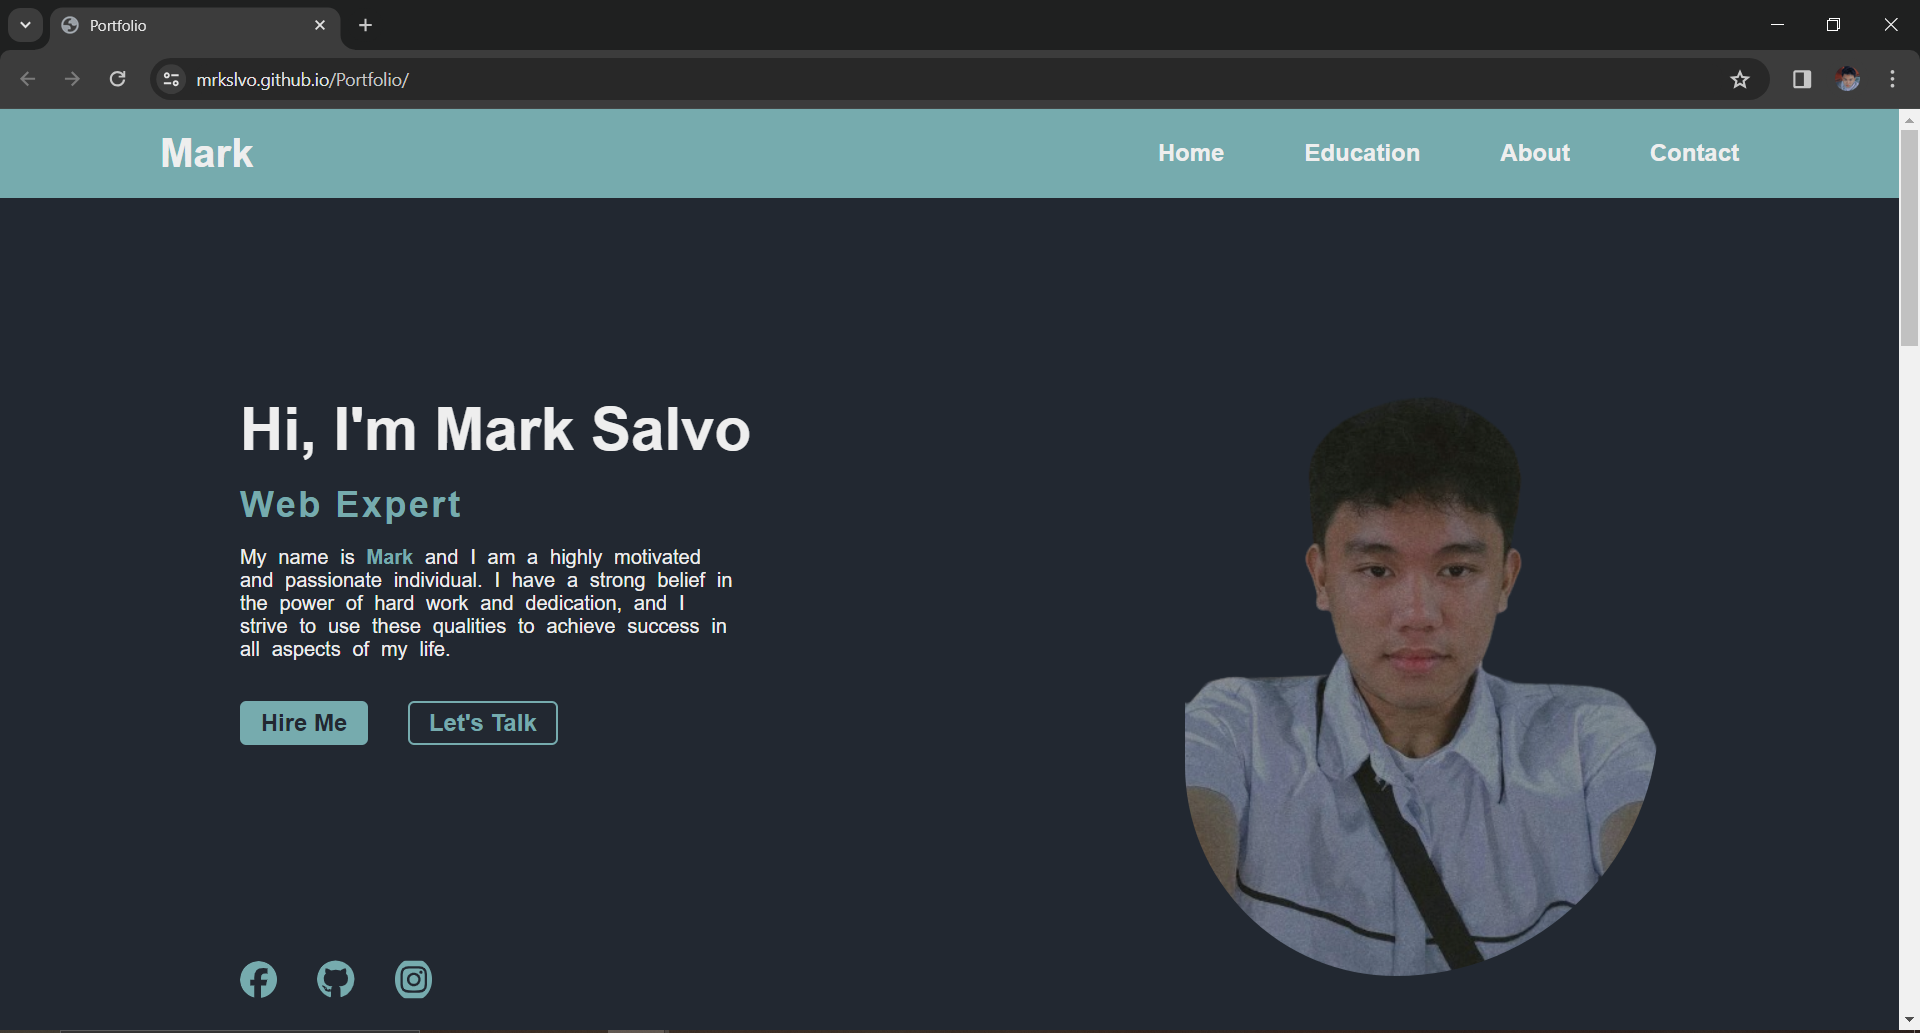 Portfolio
mrkslvo.github.io/Portfolio/
Mark
Home Education About Contact
Hi, I'm Mark Salvo
Web Expert
My name is Mark and I am a highly motivated
and passionate individual. I have a strong belief in
the power of hard work and dedication, and I
strive to use these qualities to achieve success in
all aspects of my life.
Hire Me Let's Talk